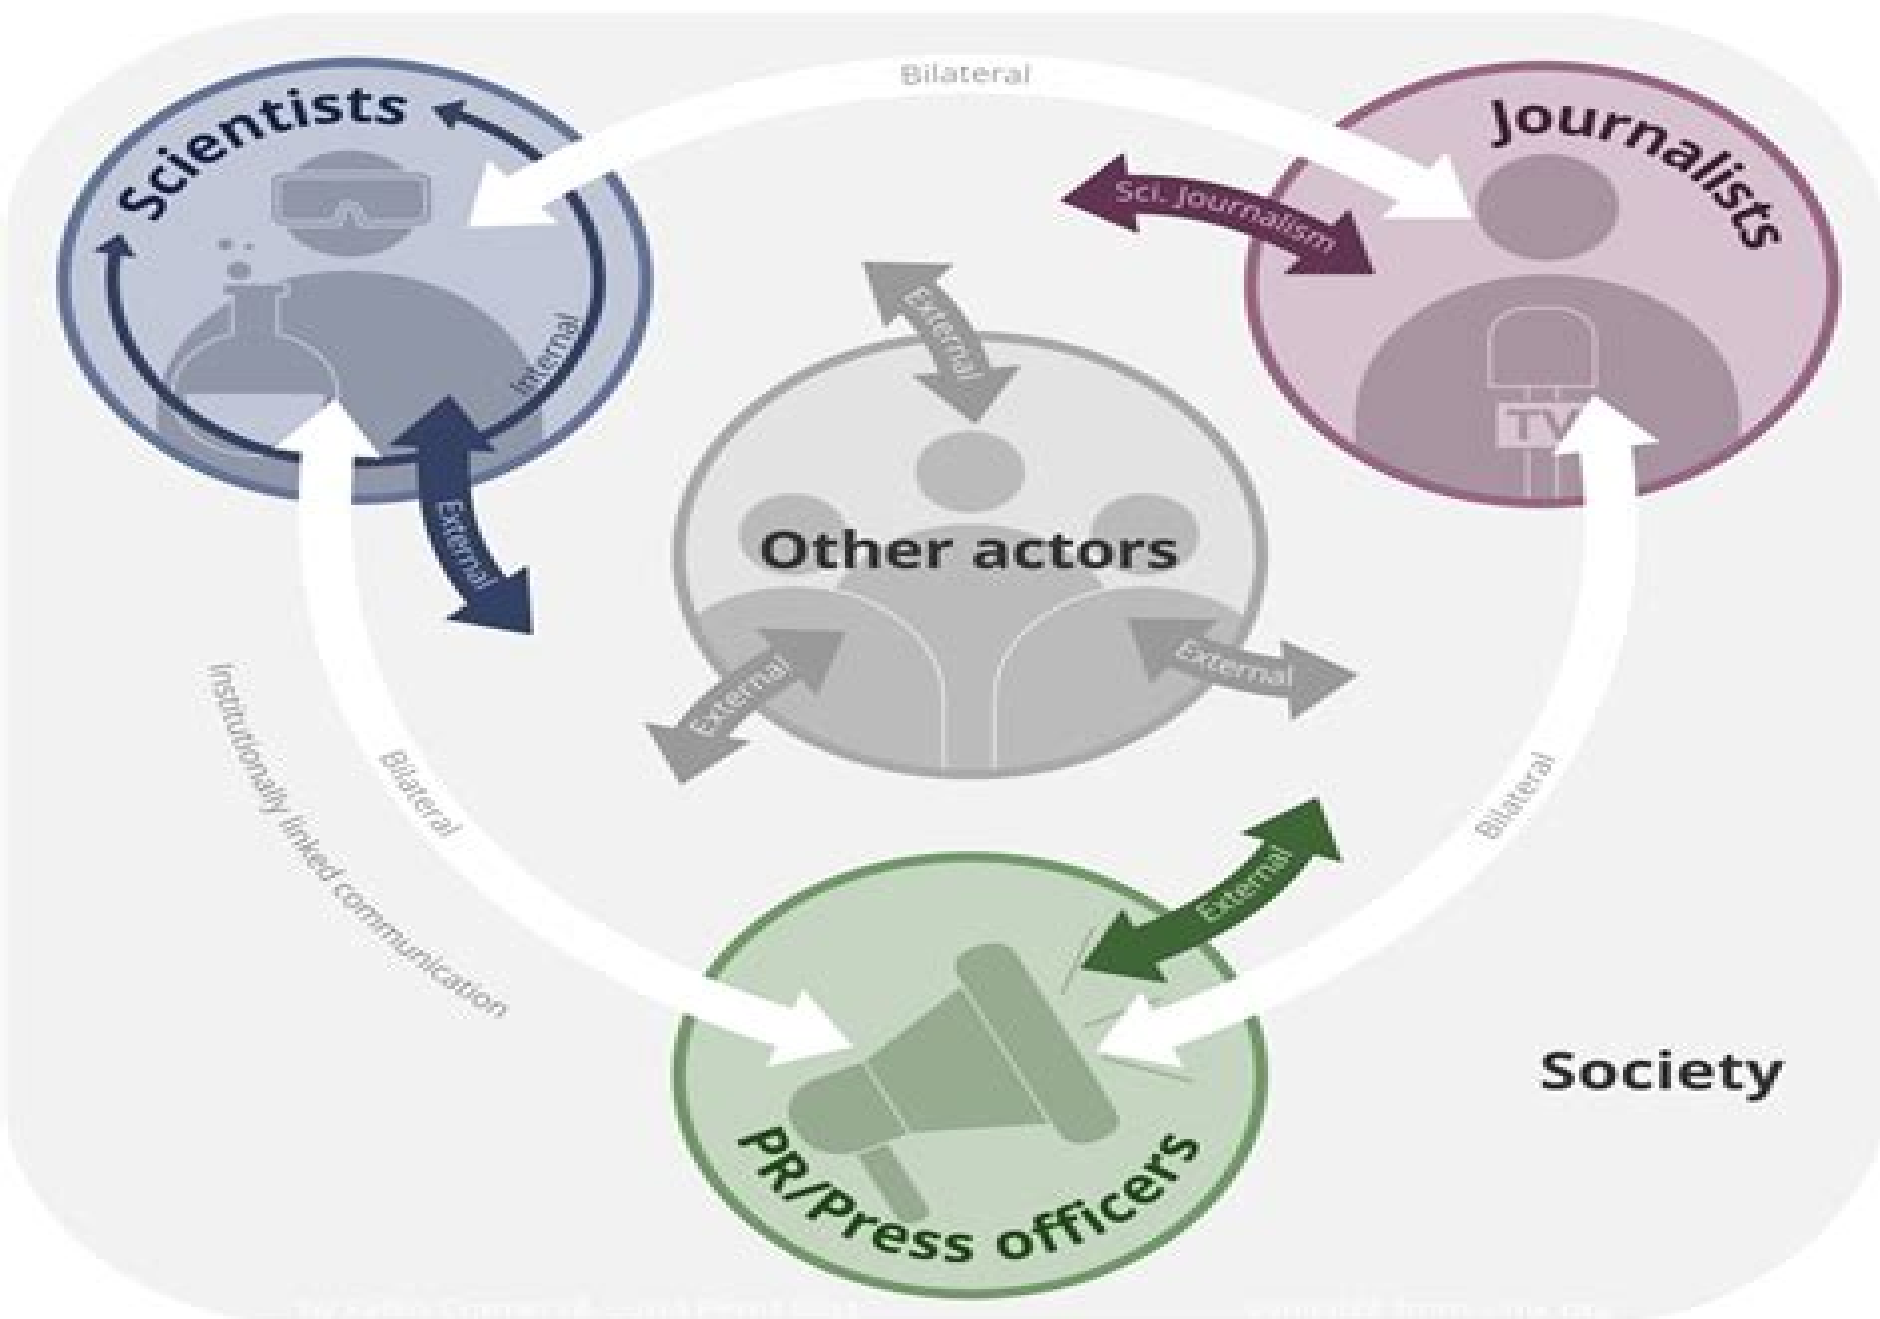 Bilateral
Scientists
Journalists
Sci. Journalism
External
Internal
TV
External
Other actors
External
External
Institutionally linked communication
Bilateral
Bilateral
External
Society
PR/Press officers